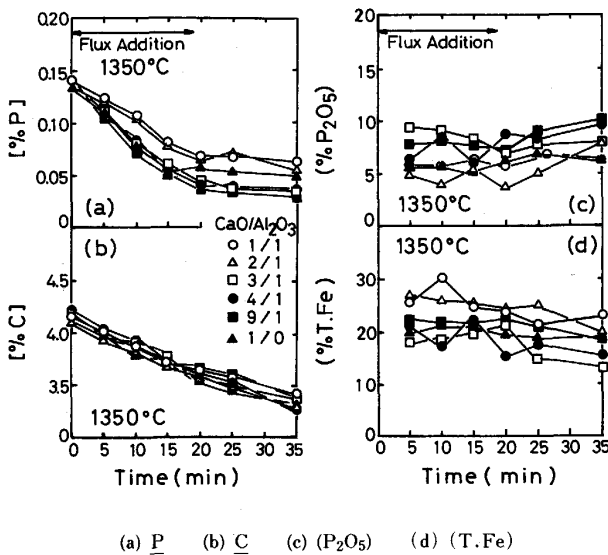 Flux Addition
1350°C
[%P]
0.20
0.15
0.10
0.05
0
(a)
Flux Addition
(%P₂O₅)
20
15
10
5
0
(c)
1350°C
(b)
CaO/Al₂O₃
1/1
2/1
3/1
4/1
9/1
1/0
[%C]
4.5
4.0
3.5
4.0
1350°C
0 5 10 15 20 25 30 35
Time (min)
1350°C
(d)
(%T.Fe)
30
20
10
0
0 5 10 15 20 25 30 35
Time (min)
(a) P (b) C (c) (P₂O₅) (d) (T.Fe)